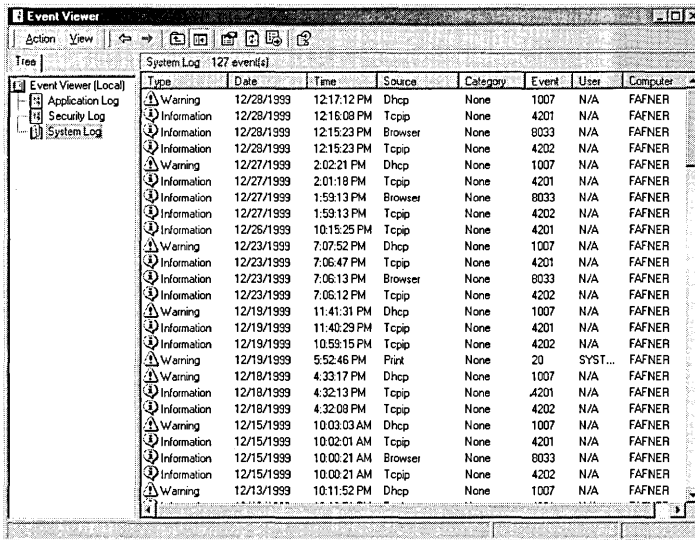 Event Viewer
Action View
Tree
System Log 127 event(s)
Event Viewer (Local)
Application Log
Security Log
System Log
Type Date Time Source Category Event User Computer
Warning 12/28/1999 12:17:12 PM Dhcp None 1007 N/A FAFNER
Information 12/28/1999 12:16:08 PM Tcpip None 4201 N/A FAFNER
Information 12/28/1999 12:15:23 PM Browser None 8033 N/A FAFNER
Information 12/28/1999 12:15:23 PM Tcpip None 4202 N/A FAFNER
Warning 12/27/1999 2:02:21 PM Dhcp None 1007 N/A FAFNER
Information 12/27/1999 2:01:18 PM Tcpip None 4201 N/A FAFNER
Information 12/27/1999 1:59:13 PM Browser None 8033 N/A FAFNER
Information 12/27/1999 1:59:13 PM Tcpip None 4202 N/A FAFNER
Information 12/26/1999 10:15:25 PM Tcpip None 4201 N/A FAFNER
Warning 12/23/1999 7:07:52 PM Dhcp None 1007 N/A FAFNER
Information 12/23/1999 7:06:47 PM Tcpip None 4201 N/A FAFNER
Information 12/23/1999 7:06:13 PM Browser None 8033 N/A FAFNER
Information 12/23/1999 7:06:12 PM Tcpip None 4202 N/A FAFNER
Warning 12/19/1999 11:41:31 PM Dhcp None 1007 N/A FAFNER
Information 12/19/1999 11:40:29 PM Tcpip None 4201 N/A FAFNER
Information 12/19/1999 10:59:15 PM Tcpip None 4202 N/A FAFNER
Warning 12/19/1999 5:52:46 PM Print None 20 SYST... FAFNER
Warning 12/18/1999 4:33:17 PM Dhcp None 1007 N/A FAFNER
Information 12/18/1999 4:32:13 PM Tcpip None 4201 N/A FAFNER
Information 12/18/1999 4:32:08 PM Tcpip None 4202 N/A FAFNER
Warning 12/15/1999 10:03:03 AM Dhcp None 1007 N/A FAFNER
Information 12/15/1999 10:02:01 AM Tcpip None 4201 N/A FAFNER
Information 12/15/1999 10:00:21 AM Browser None 8033 N/A FAFNER
Information 12/15/1999 10:00:21 AM Tcpip None 4202 N/A FAFNER
Warning 12/13/1999 10:11:52 PM Dhcp None 1007 N/A FAFNER